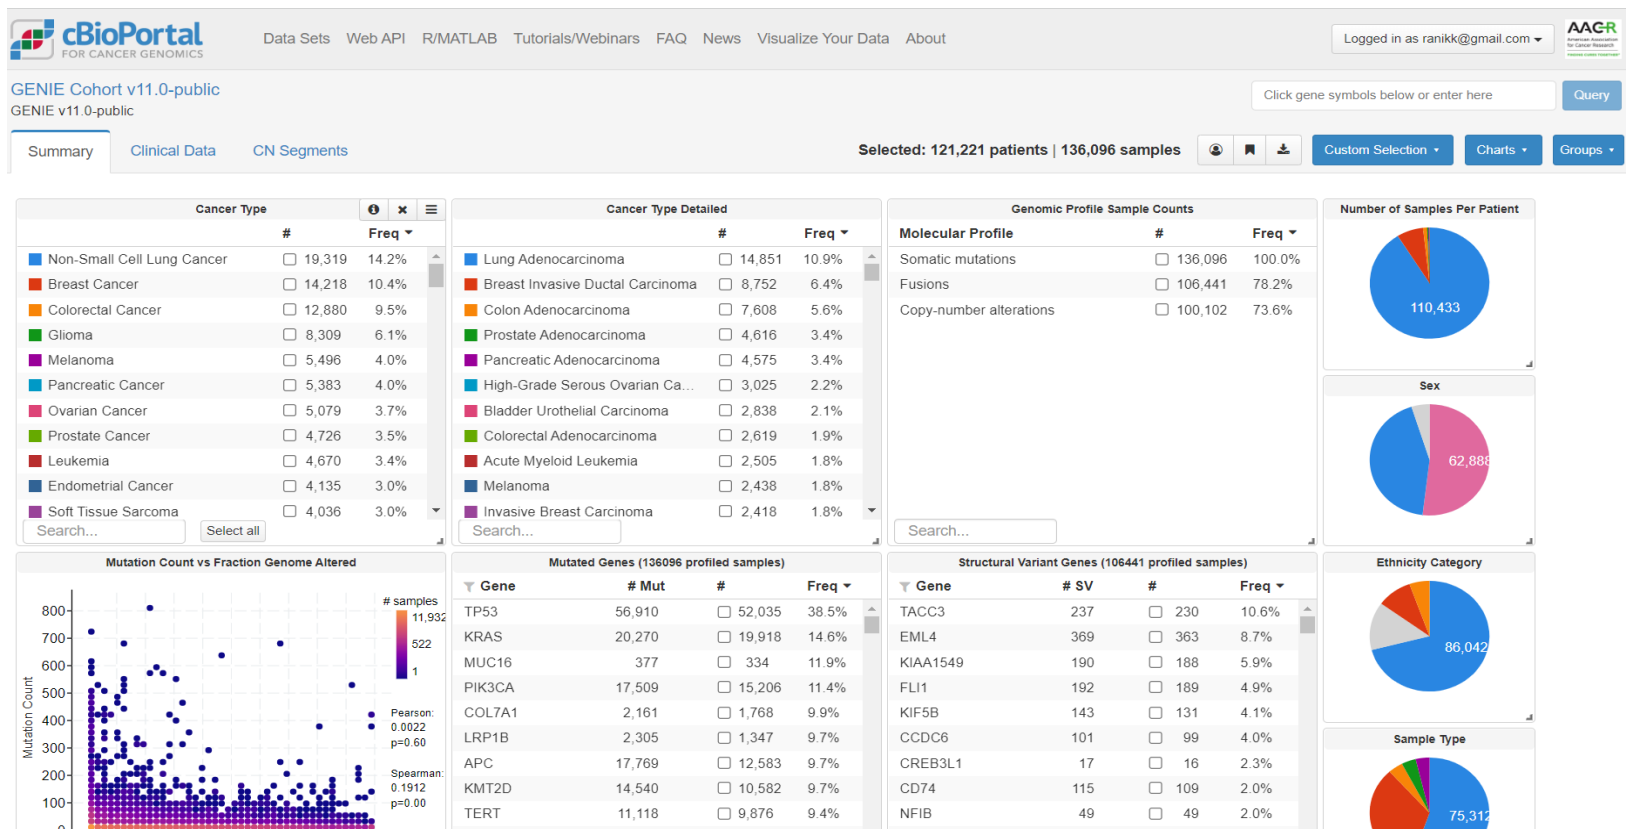 cBioPortal
FOR CANCER GENOMICS
Data Sets Web API R/MATLAB Tutorials/Webinars FAQ News Visualize Your Data About
Logged in as ranikk@gmail.com
AACR
American Association
for Cancer Research
GENIE Cohort v11.0-public
GENIE v11.0-public
Click gene symbols below or enter here
Query
Summary Clinical Data CN Segments
Selected: 121,221 patients | 136,096 samples
Custom Selection Charts Groups
Cancer Type
# Freq
Non-Small Cell Lung Cancer 19,319 14.2%
Breast Cancer 14,218 10.4%
Colorectal Cancer 12,880 9.5%
Glioma 8,309 6.1%
Melanoma 5,496 4.0%
Pancreatic Cancer 5,383 4.0%
Ovarian Cancer 5,079 3.7%
Prostate Cancer 4,726 3.5%
Leukemia 4,670 3.4%
Endometrial Cancer 4,135 3.0%
Soft Tissue Sarcoma 4,036 3.0%
Search... Select all
Cancer Type Detailed
# Freq
Lung Adenocarcinoma 14,851 10.9%
Breast Invasive Ductal Carcinoma 8,752 6.4%
Colon Adenocarcinoma 7,608 5.6%
Prostate Adenocarcinoma 4,616 3.4%
Pancreatic Adenocarcinoma 4,575 3.4%
High-Grade Serous Ovarian Ca... 3,025 2.2%
Bladder Urothelial Carcinoma 2,838 2.1%
Colorectal Adenocarcinoma 2,619 1.9%
Acute Myeloid Leukemia 2,505 1.8%
Melanoma 2,438 1.8%
Invasive Breast Carcinoma 2,418 1.8%
Search...
Genomic Profile Sample Counts
Molecular Profile # Freq
Somatic mutations 136,096 100.0%
Fusions 106,441 78.2%
Copy-number alterations 100,102 73.6%
Search...
Number of Samples Per Patient
110,433
Sex
62,888
Mutation Count vs Fraction Genome Altered
# samples
11,932
522
1
Pearson:
0.0022
p=0.60
Spearman:
0.1912
p=0.00
Mutation Count
800
700
600
500
400
300
200
100
0
Mutated Genes (136096 profiled samples)
Gene # Mut # Freq
TP53 56,910 52,035 38.5%
KRAS 20,270 19,918 14.6%
MUC16 377 334 11.9%
PIK3CA 17,509 15,206 11.4%
COL7A1 2,161 1,768 9.9%
LRP1B 2,305 1,347 9.7%
APC 17,769 12,583 9.7%
KMT2D 14,540 10,582 9.7%
TERT 11,118 9,876 9.4%
Structural Variant Genes (106441 profiled samples)
Gene # SV # Freq
TACC3 237 230 10.6%
EML4 369 363 8.7%
KIAA1549 190 188 5.9%
FLI1 192 189 4.9%
KIF5B 143 131 4.1%
CCDC6 101 99 4.0%
CREB3L1 17 16 2.3%
CD74 115 109 2.0%
NFIB 49 49 2.0%
Ethnicity Category
86,042
Sample Type
75,312